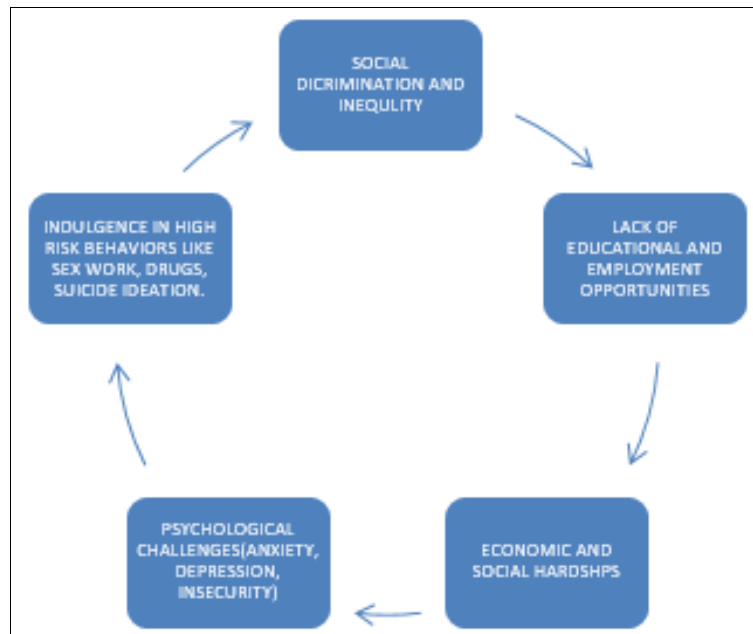 SOCIAL
DICRIMINATION AND
INEQULITY
LACK OF
EDUCATIONAL AND
EMPLOYMENT
OPPORTUNITIES
ECONOMIC AND
SOCIAL HARDSHPS
PSYCHOLOGICAL
CHALLENGES(ANXIETY,
DEPRESSION,
INSECURITY)
INDULGENCE IN HIGH
RISK BEHAVIORS LIKE
SEX WORK, DRUGS,
SUICIDE IDEATION.